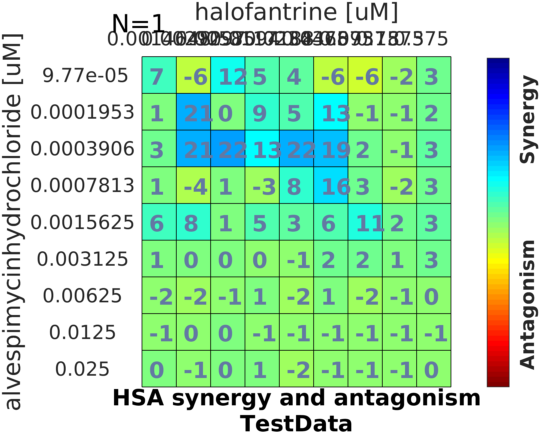 halofantrine [uM]
N=1
alvespimycinhydrochloride [uM]
9.77e-05 7 -6 12 5 4 -6 -6 -2 3
0.0001953 1 21 0 9 5 13 -1 -1 2
0.0003906 3 21 22 13 22 19 2 -1 3
0.0007813 1 -4 1 -3 8 16 3 -2 3
0.0015625 6 8 1 5 3 6 11 2 3
0.003125 1 0 0 0 -1 2 2 1 3
0.00625 -2 -2 -1 1 -2 1 -2 -1 0
0.0125 -1 0 0 -1 -1 -1 -1 -1 -1
0.025 0 -1 0 1 -2 -1 -1 -1 0
Synergy
Antagonism
HSA synergy and antagonism
TestData